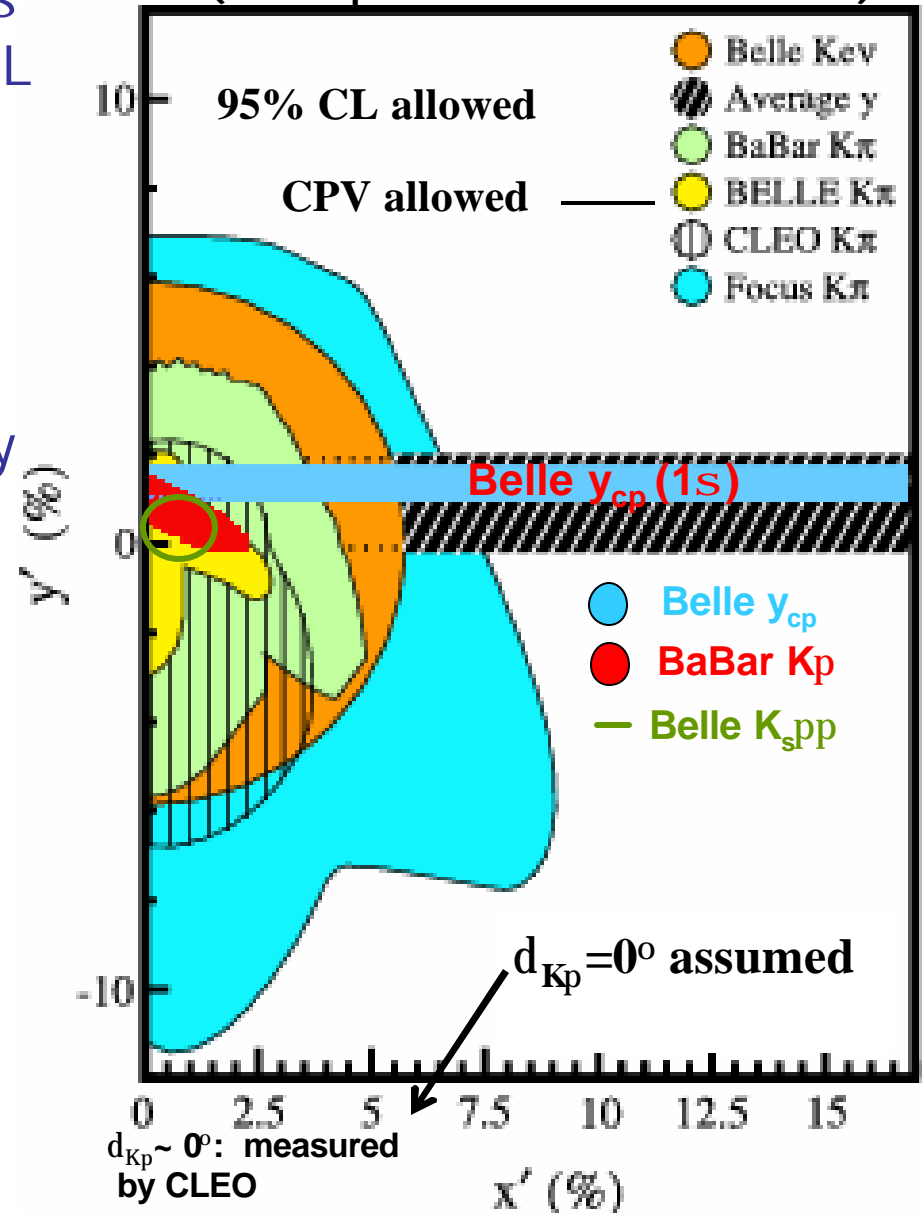 s
L
10
95% CL allowed
CPV allowed
Belle Keν
Average y
BaBar Kπ
BELLE Kπ
CLEO Kπ
Focus Kπ
y
y′ (%)
Belle ycp (1s)
0
Belle ycp
BaBar Kp
Belle Kspp
dKp=0o assumed
-10
0 2.5 5 7.5 10 12.5 15
dKp~ 0o: measured
by CLEO
x′ (%)